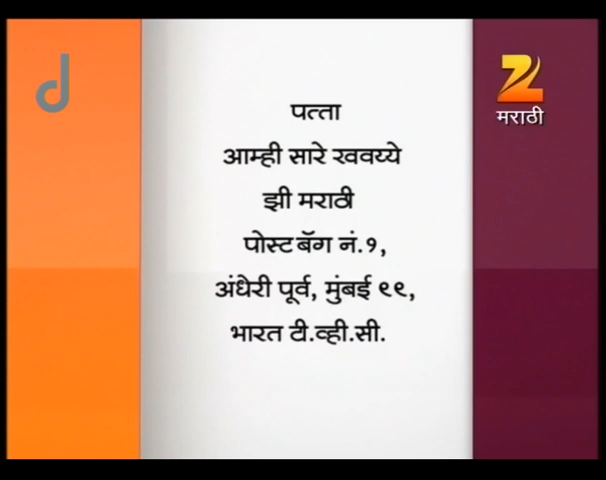 पत्ता
आम्ही सारे खवय्ये
झी मराठी
पोस्ट बॅग नं.१,
अंधेरी पूर्व, मुंबई ९९,
भारत टी.व्ही.सी.
मराठी